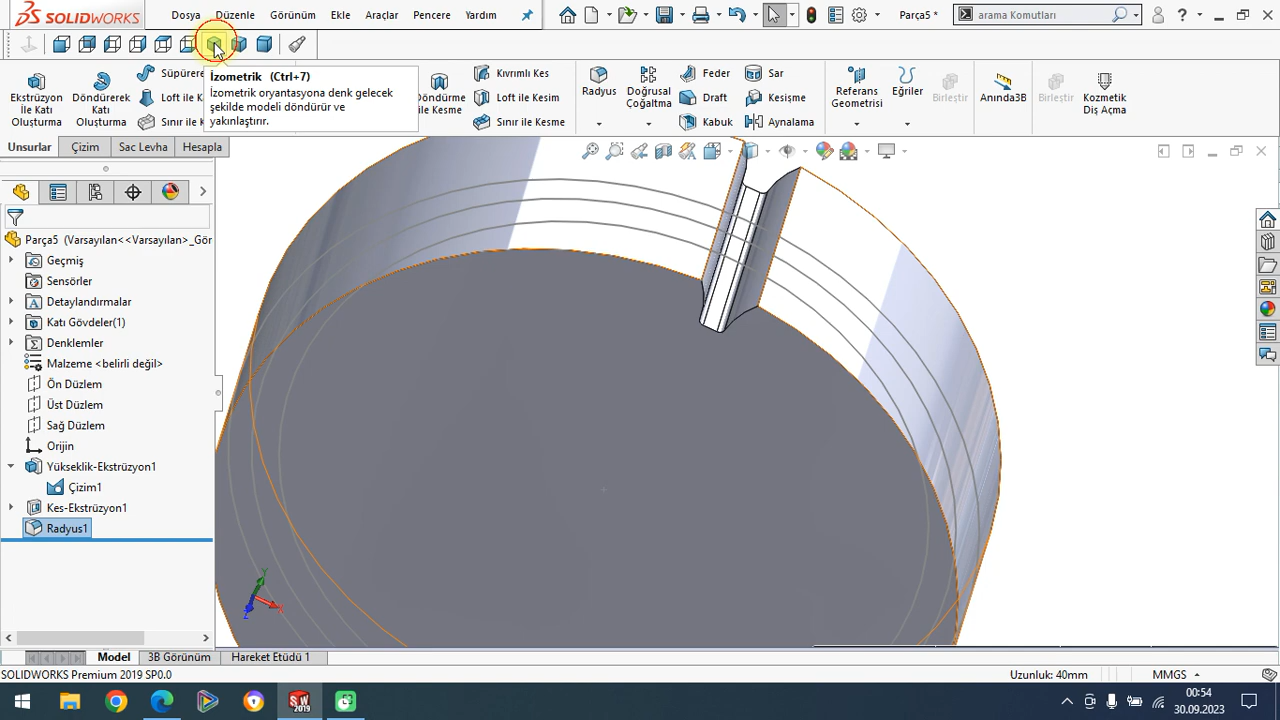 SOLIDWORKS
Dosya
Düzenle
Görünüm
Ekle
Araçlar
Pencere
Yardım
Parça5 *
arama Komutları
İzometrik (Ctrl+7)
İzometrik oryantasyona denk gelecek
şekilde modeli döndürür ve
yakınlaştırır.
Ekstrüzyon
İle Katı
Oluşturma
Döndürerek
Katı
Oluşturma
Süpürere
Loft ile K
Sınır ile K
Döndürme
ile Kesme
Kıvrımlı Kes
Loft ile Kesim
Sınır ile Kesme
Radyus
Doğrusal
Çoğaltma
Feder
Draft
Kabuk
Sar
Kesişme
Aynalama
Referans
Geometrisi
Eğriler
Birleştir
Anında3B
Birleştir
Kozmetik
Diş Açma
Unsurlar
Çizim
Sac Levha
Hesapla
Parça5 (Varsayılan<<Varsayılan>_Gör
Geçmiş
Sensörler
Detaylandırmalar
Katı Gövdeler(1)
Denklemler
Malzeme <belirli değil>
Ön Düzlem
Üst Düzlem
Sağ Düzlem
Orijin
Yükseklik-Ekstrüzyon1
Çizim1
Kes-Ekstrüzyon1
Radyus1
Y
X
Z
Model
3B Görünüm
Hareket Etüdü 1
SOLIDWORKS Premium 2019 SP0.0
Uzunluk: 40mm
MMGS
SW
2019
00:54
30.09.2023